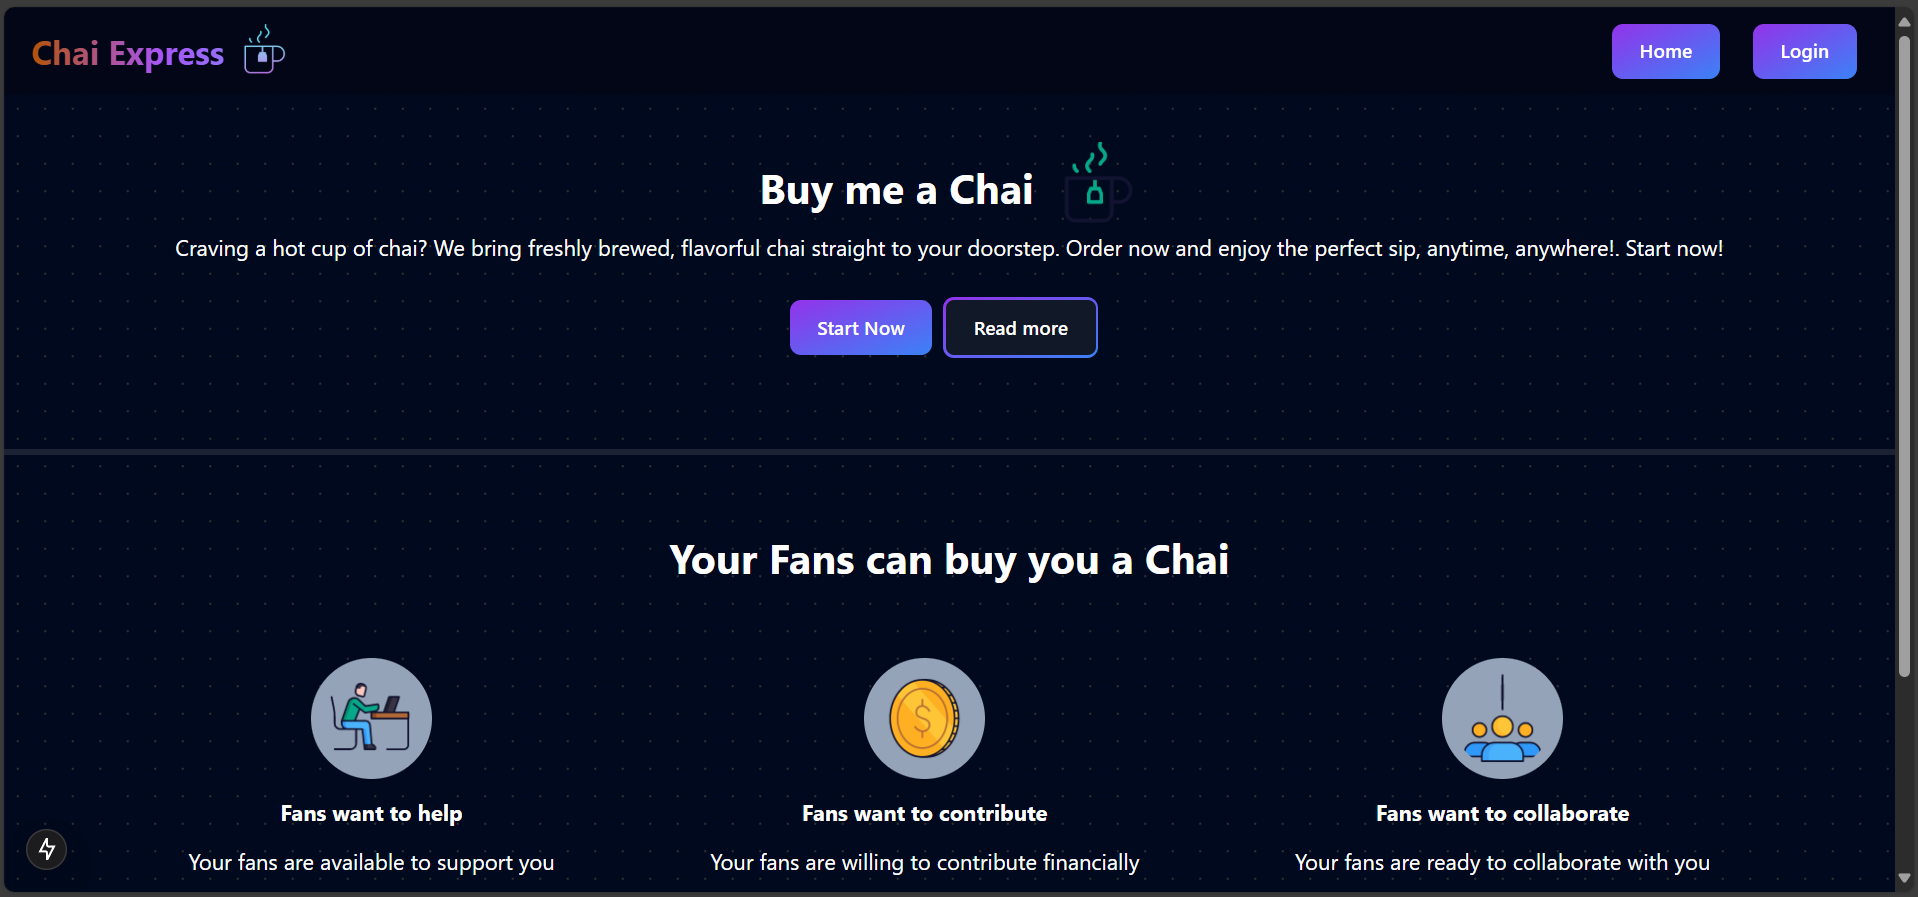 Chai Express
Home
Login
Buy me a Chai
Craving a hot cup of chai? We bring freshly brewed, flavorful chai straight to your doorstep. Order now and enjoy the perfect sip, anytime, anywhere!. Start now!
Start Now
Read more
Your Fans can buy you a Chai
$
Fans want to help
Fans want to contribute
Fans want to collaborate
Your fans are available to support you
Your fans are willing to contribute financially
Your fans are ready to collaborate with you